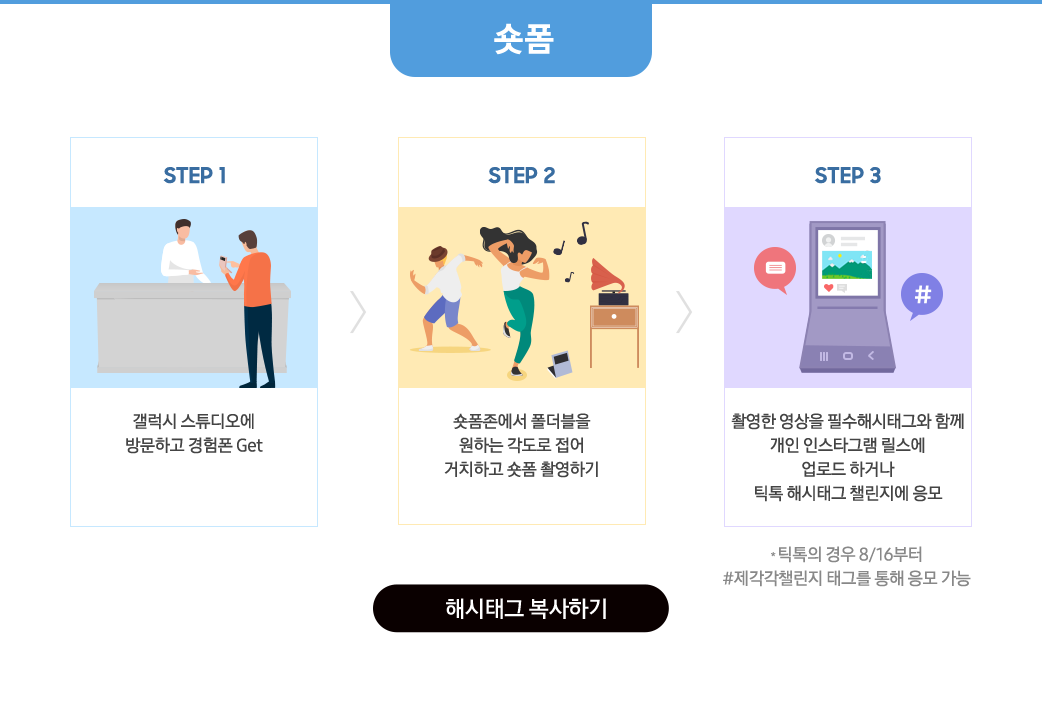 숏폼
STEP 1
갤럭시 스튜디오에
방문하고 경험폰 Get
STEP 2
숏폼존에서 폴더블을
원하는 각도로 접어
거치하고 숏폼 촬영하기
STEP 3
#
촬영한 영상을 필수해시태그와 함께
개인 인스타그램 릴스에
업로드 하거나
틱톡 해시태그 챌린지에 응모
* 틱톡의 경우 8/16부터
#제각각챌린지 태그를 통해 응모 가능
해시태그 복사하기